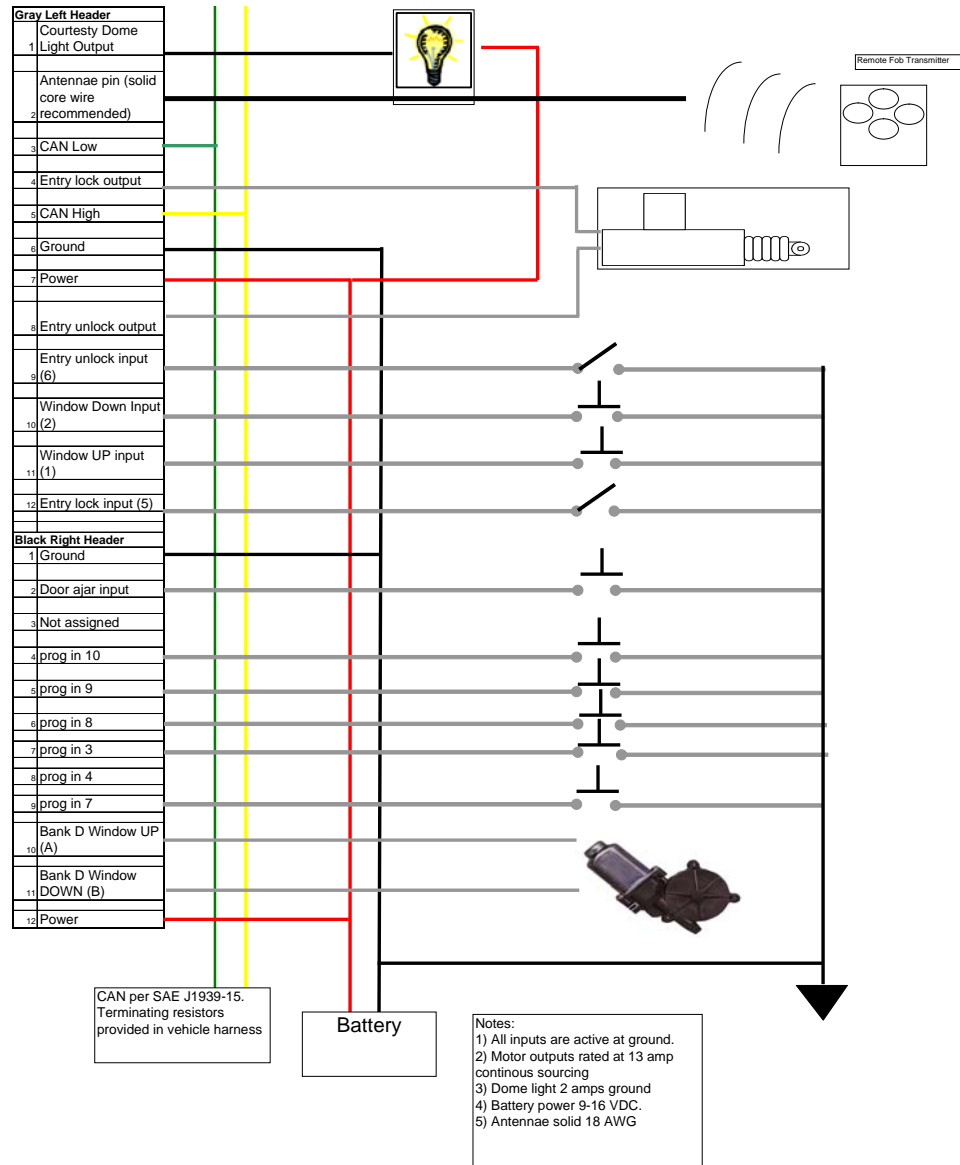 Gray Left Header
Courtesty Dome
1 Light Output
Antennae pin (solid
core wire
2 recommended)
3 CAN Low
4 Entry lock output
5 CAN High
6 Ground
7 Power
8 Entry unlock output
Entry unlock input
9 (6)
Window Down Input
10 (2)
Window UP input
11 (1)
12 Entry lock input (5)
Black Right Header
1 Ground
2 Door ajar input
3 Not assigned
4 prog in 10
5 prog in 9
6 prog in 8
7 prog in 3
8 prog in 4
9 prog in 7
Bank D Window UP
10 (A)
Bank D Window
11 DOWN (B)
12 Power
Remote Fob Transmitter
CAN per SAE J1939-15.
Terminating resistors
provided in vehicle harness
Battery
Notes:
1) All inputs are active at ground.
2) Motor outputs rated at 13 amp
continous sourcing
3) Dome light 2 amps ground
4) Battery power 9-16 VDC.
5) Antennae solid 18 AWG